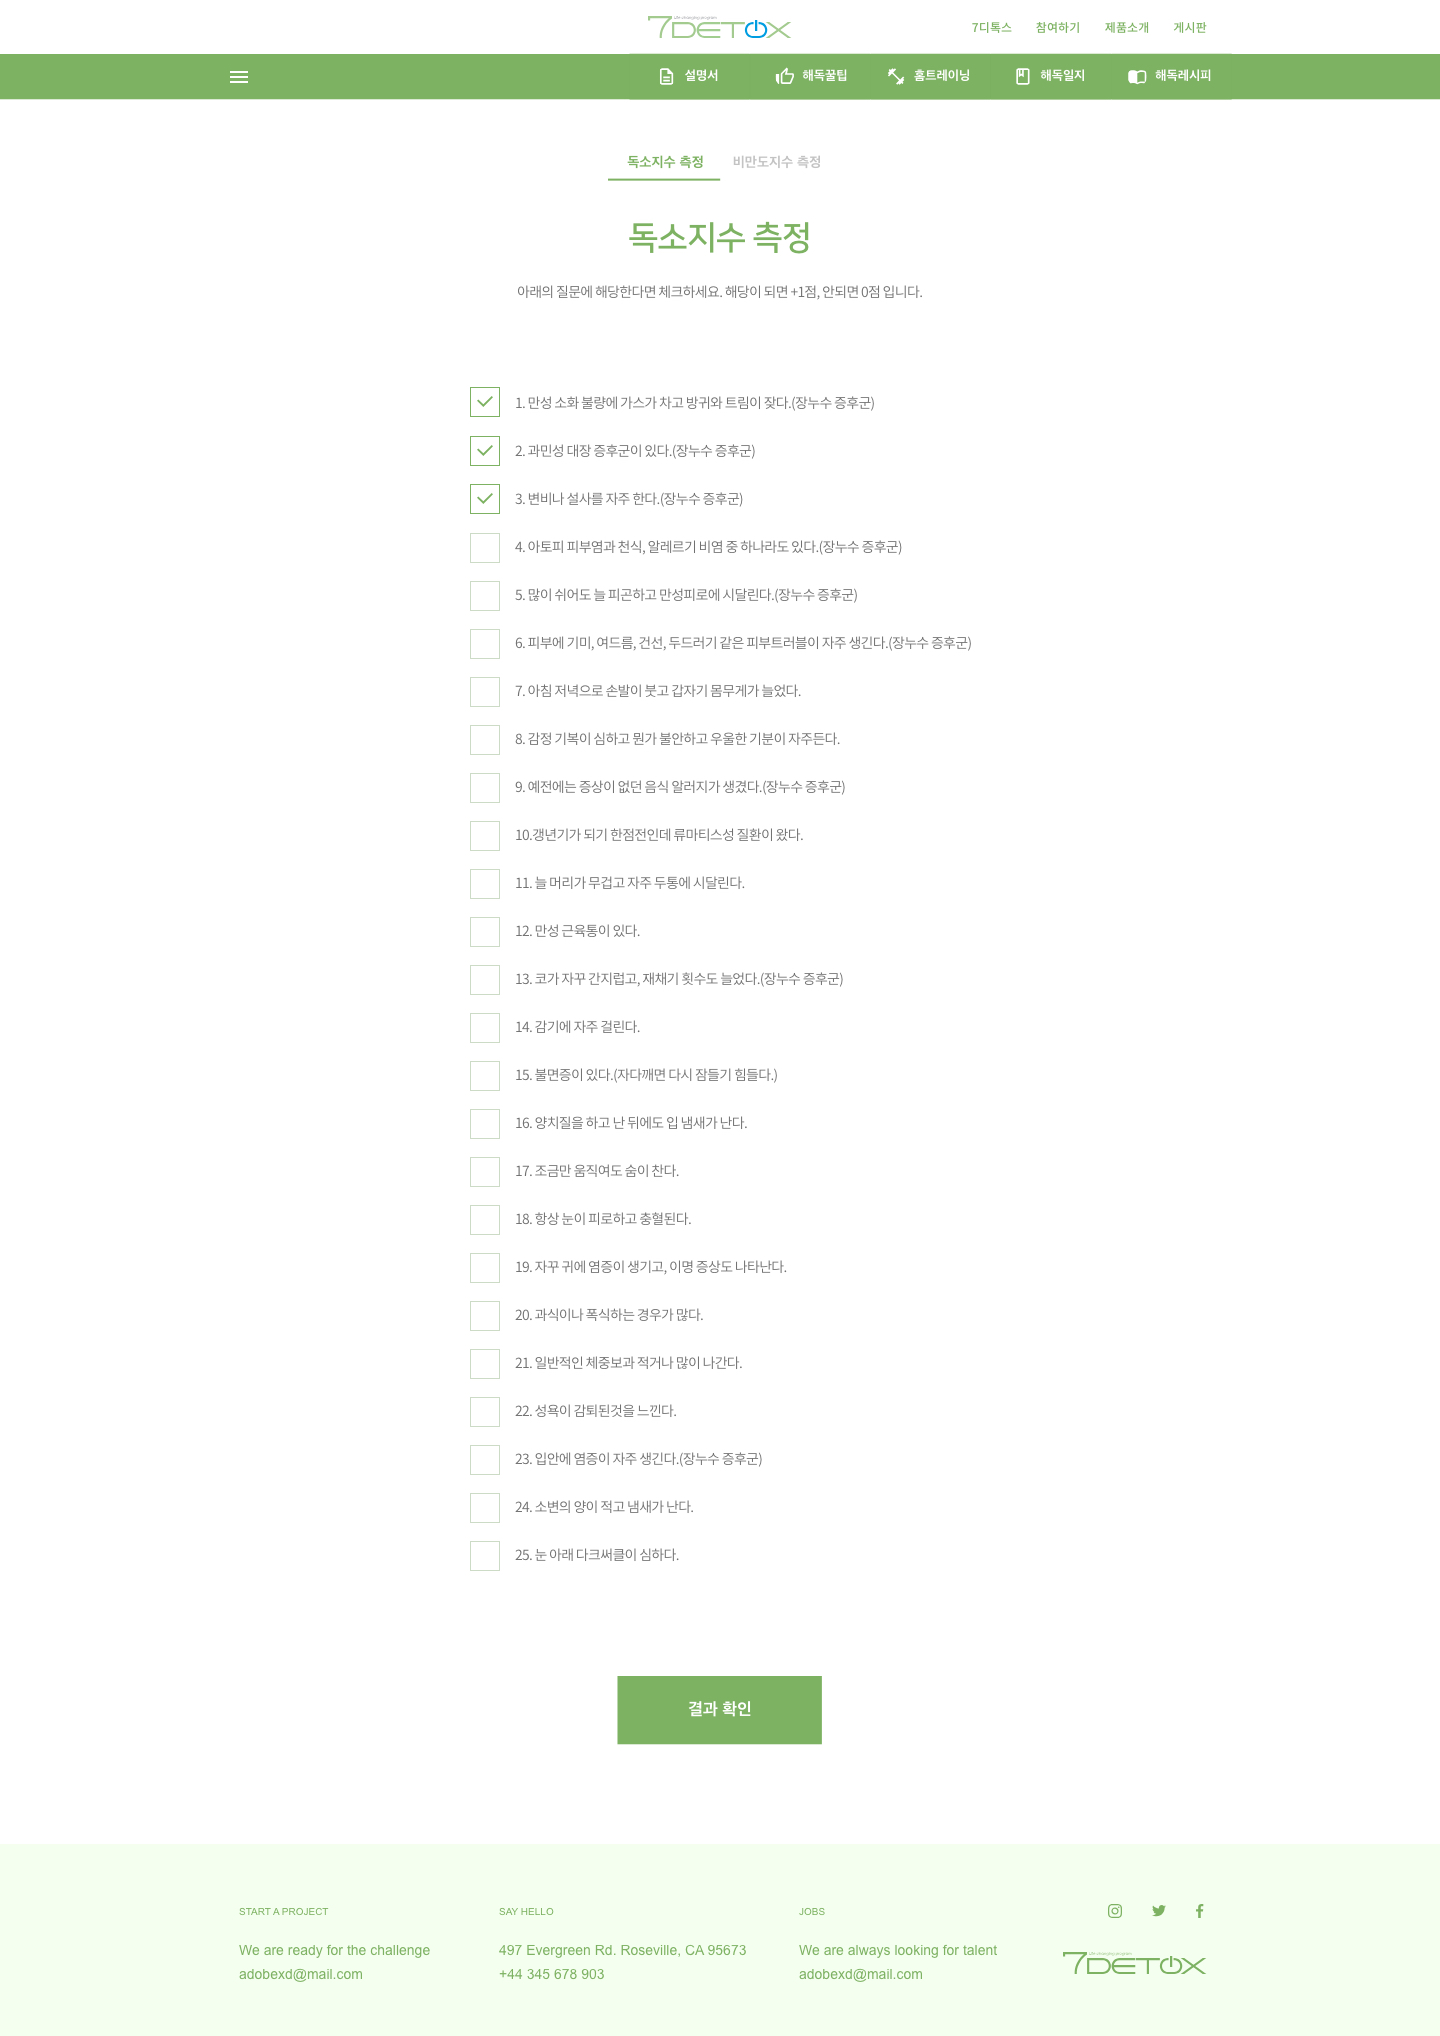 7DETOX
7디톡스
참여하기
제품소개
게시판
설명서
해독꿀팁
홈트레이닝
해독일지
해독레시피
독소지수 측정
비만도지수 측정
독소지수 측정
아래의 질문에 해당한다면 체크하세요. 해당이 되면 +1점, 안되면 0점 입니다.
1. 만성 소화 불량에 가스가 차고 방귀와 트림이 잦다.(장누수 증후군)
2. 과민성 대장 증후군이 있다.(장누수 증후군)
3. 변비나 설사를 자주 한다.(장누수 증후군)
4. 아토피 피부염과 천식, 알레르기 비염 중 하나라도 있다.(장누수 증후군)
5. 많이 쉬어도 늘 피곤하고 만성피로에 시달린다.(장누수 증후군)
6. 피부에 기미, 여드름, 건선, 두드러기 같은 피부트러블이 자주 생긴다.(장누수 증후군)
7. 아침 저녁으로 손발이 붓고 갑자기 몸무게가 늘었다.
8. 감정 기복이 심하고 뭔가 불안하고 우울한 기분이 자주든다.
9. 예전에는 증상이 없던 음식 알러지가 생겼다.(장누수 증후군)
10.갱년기가 되기 한점전인데 류마티스성 질환이 왔다.
11. 늘 머리가 무겁고 자주 두통에 시달린다.
12. 만성 근육통이 있다.
13. 코가 자꾸 간지럽고, 재채기 횟수도 늘었다.(장누수 증후군)
14. 감기에 자주 걸린다.
15. 불면증이 있다.(자다깨면 다시 잠들기 힘들다.)
16. 양치질을 하고 난 뒤에도 입 냄새가 난다.
17. 조금만 움직여도 숨이 찬다.
18. 항상 눈이 피로하고 충혈된다.
19. 자꾸 귀에 염증이 생기고, 이명 증상도 나타난다.
20. 과식이나 폭식하는 경우가 많다.
21. 일반적인 체중보과 적거나 많이 나간다.
22. 성욕이 감퇴된것을 느낀다.
23. 입안에 염증이 자주 생긴다.(장누수 증후군)
24. 소변의 양이 적고 냄새가 난다.
25. 눈 아래 다크써클이 심하다.
결과 확인
START A PROJECT
We are ready for the challenge
adobexd@mail.com
SAY HELLO
497 Evergreen Rd. Roseville, CA 95673
+44 345 678 903
JOBS
We are always looking for talent
adobexd@mail.com
7DETOX